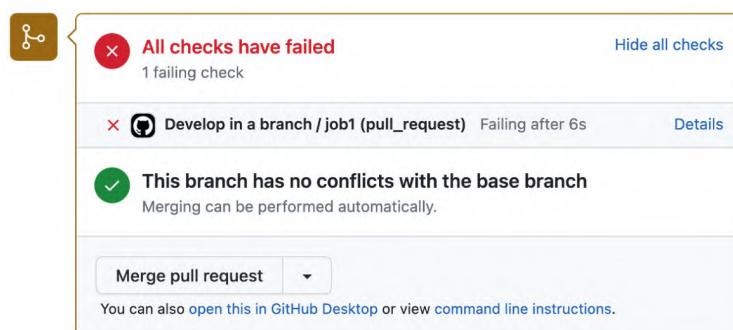 All checks have failed
Hide all checks
1 failing check
Develop in a branch / job1 (pull_request) Failing after 6s
Details
This branch has no conflicts with the base branch
Merging can be performed automatically.
Merge pull request
You can also open this in GitHub Desktop or view command line instructions.